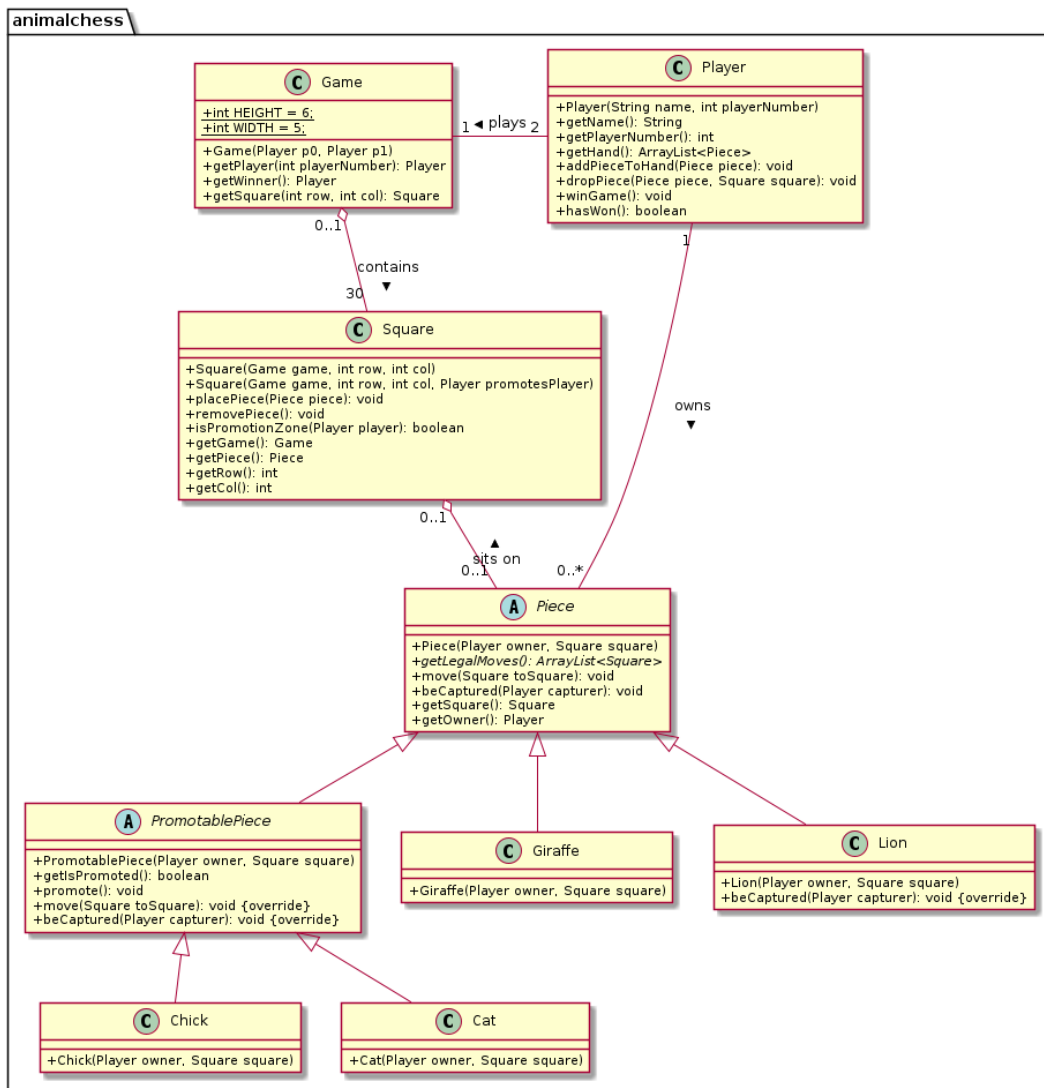 animalchess
C Game
+int HEIGHT = 6;
+int WIDTH = 5;
+Game(Player p0, Player p1)
+getPlayer(int playerNumber): Player
+getWinner(): Player
+getSquare(int row, int col): Square
C Player
+Player(String name, int playerNumber)
+getName(): String
+getPlayerNumber(): int
+getHand(): ArrayList<Piece>
+addPieceToHand(Piece piece): void
+dropPiece(Piece piece, Square square): void
+winGame(): void
+hasWon(): boolean
1 ◄ plays 2
0..1
contains
▼
30
1
owns
▼
0..*
C Square
+Square(Game game, int row, int col)
+Square(Game game, int row, int col, Player promotesPlayer)
+placePiece(Piece piece): void
+removePiece(): void
+isPromotionZone(Player player): boolean
+getGame(): Game
+getPiece(): Piece
+getRow(): int
+getCol(): int
0..1
▲
sits on
0..1
A Piece
+Piece(Player owner, Square square)
+getLegalMoves(): ArrayList<Square>
+move(Square toSquare): void
+beCaptured(Player capturer): void
+getSquare(): Square
+getOwner(): Player
A PromotablePiece
+PromotablePiece(Player owner, Square square)
+getIsPromoted(): boolean
+promote(): void
+move(Square toSquare): void {override}
+beCaptured(Player capturer): void {override}
C Giraffe
+Giraffe(Player owner, Square square)
C Lion
+Lion(Player owner, Square square)
+beCaptured(Player capturer): void {override}
C Chick
+Chick(Player owner, Square square)
C Cat
+Cat(Player owner, Square square)